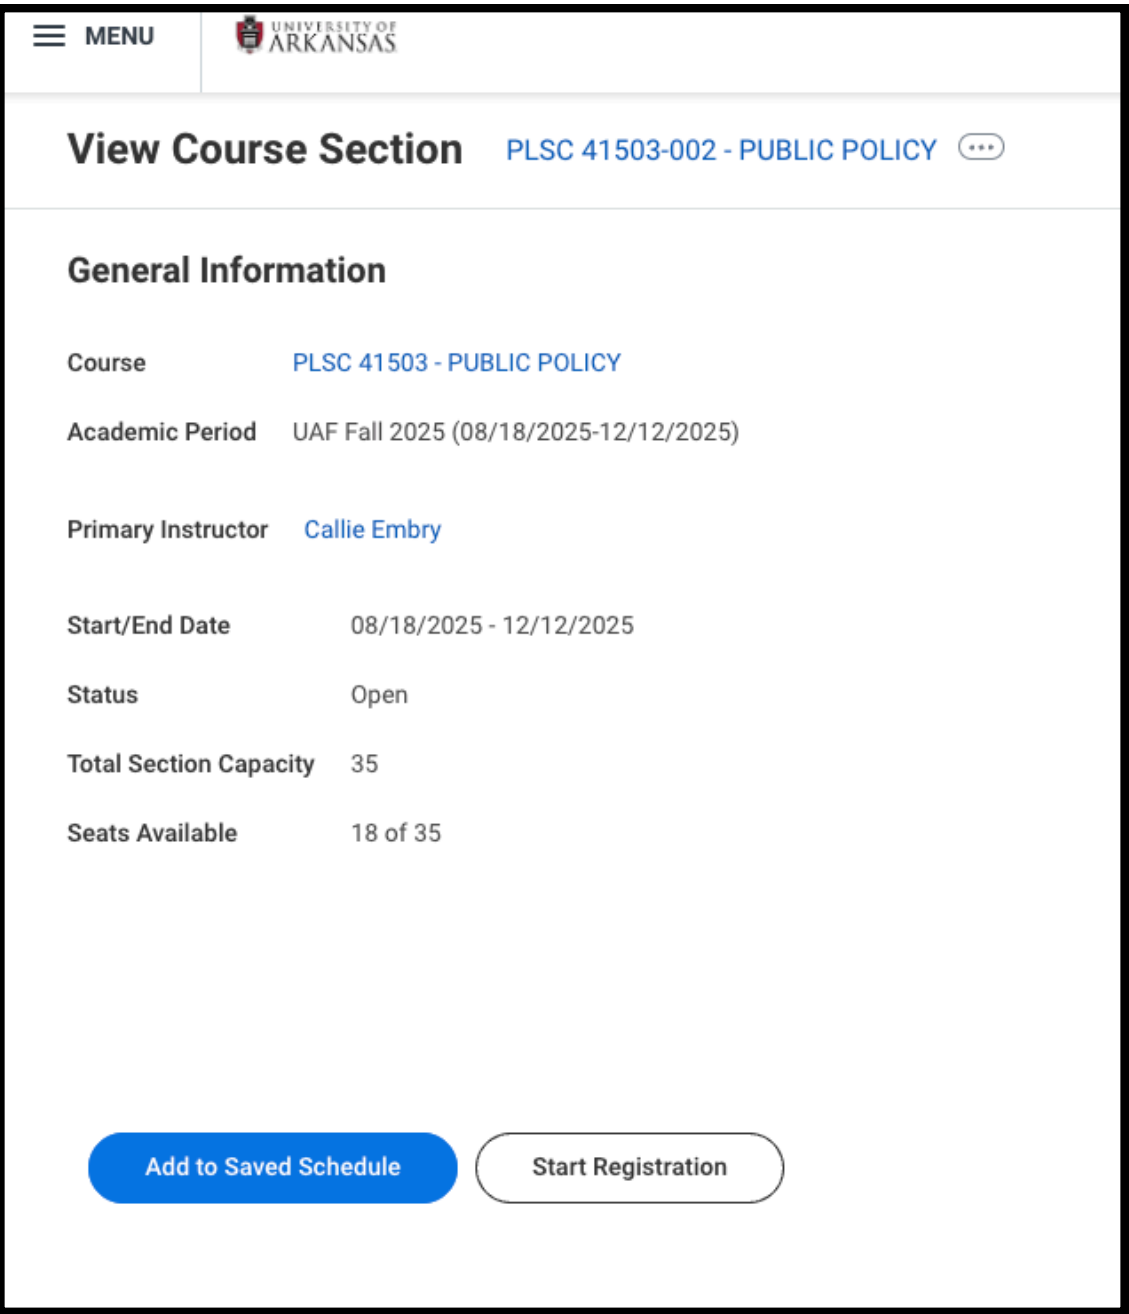 MENU
UNIVERSITY OF
ARKANSAS
View Course Section PLSC 41503-002 - PUBLIC POLICY
General Information
Course PLSC 41503 - PUBLIC POLICY
Academic Period UAF Fall 2025 (08/18/2025-12/12/2025)
Primary Instructor Callie Embry
Start/End Date 08/18/2025 - 12/12/2025
Status Open
Total Section Capacity 35
Seats Available 18 of 35
Add to Saved Schedule Start Registration